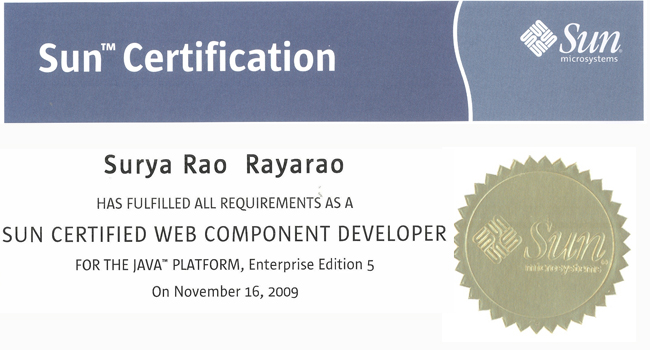 Sun™ Certification
Sun
microsystems
Surya Rao Rayarao
HAS FULFILLED ALL REQUIREMENTS AS A
SUN CERTIFIED WEB COMPONENT DEVELOPER
FOR THE JAVA™ PLATFORM, Enterprise Edition 5
On November 16, 2009
Sun
microsystems